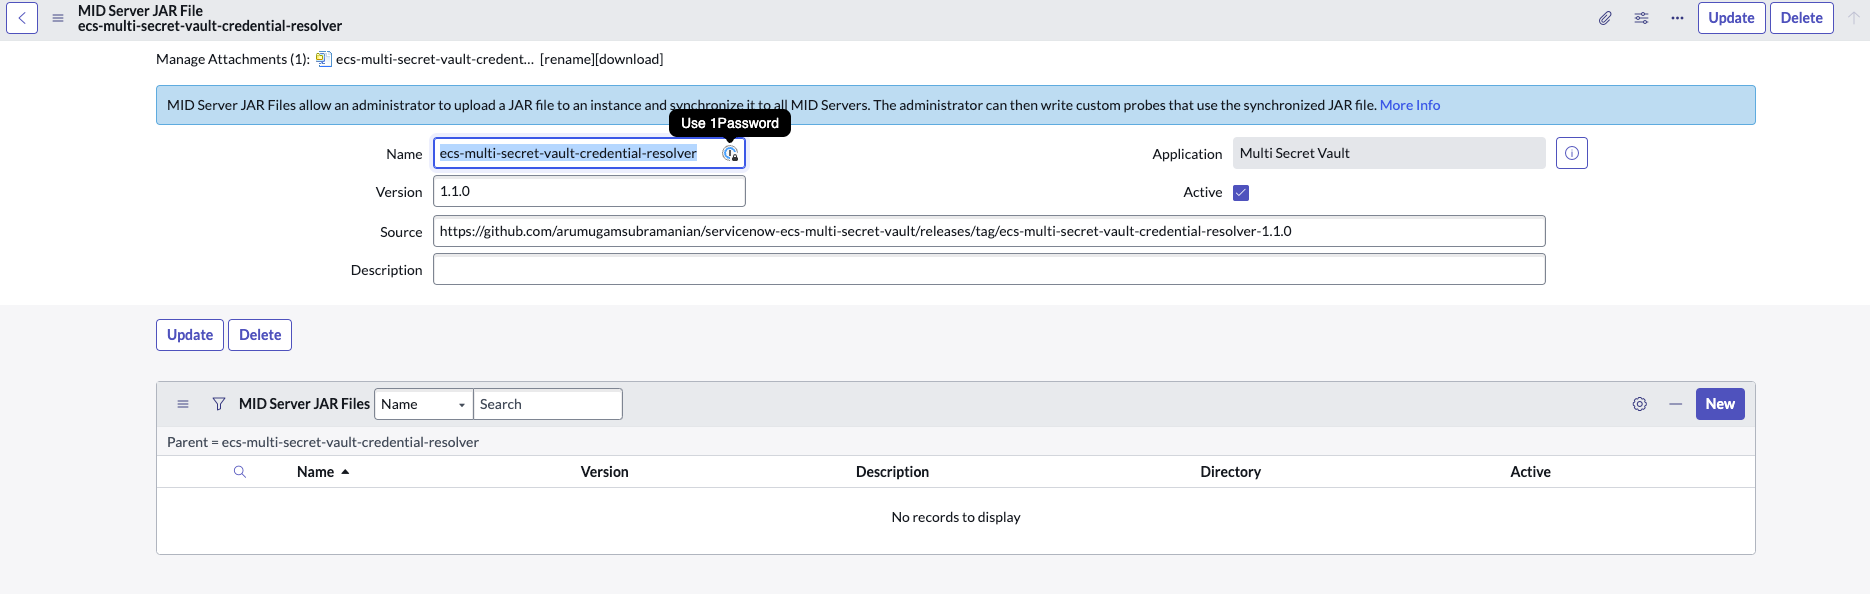 MID Server JAR File
ecs-multi-secret-vault-credential-resolver
Update
Delete
Manage Attachments (1): ecs-multi-secret-vault-credent... [rename][download]
MID Server JAR Files allow an administrator to upload a JAR file to an instance and synchronize it to all MID Servers. The administrator can then write custom probes that use the synchronized JAR file. More Info
Use 1Password
Name ecs-multi-secret-vault-credential-resolver
Application Multi Secret Vault
Version 1.1.0
Active
Source https://github.com/arumugamsubramanian/servicenow-ecs-multi-secret-vault/releases/tag/ecs-multi-secret-vault-credential-resolver-1.1.0
Description
Update Delete
MID Server JAR Files Name Search New
Parent = ecs-multi-secret-vault-credential-resolver
Name Version Description Directory Active
No records to display